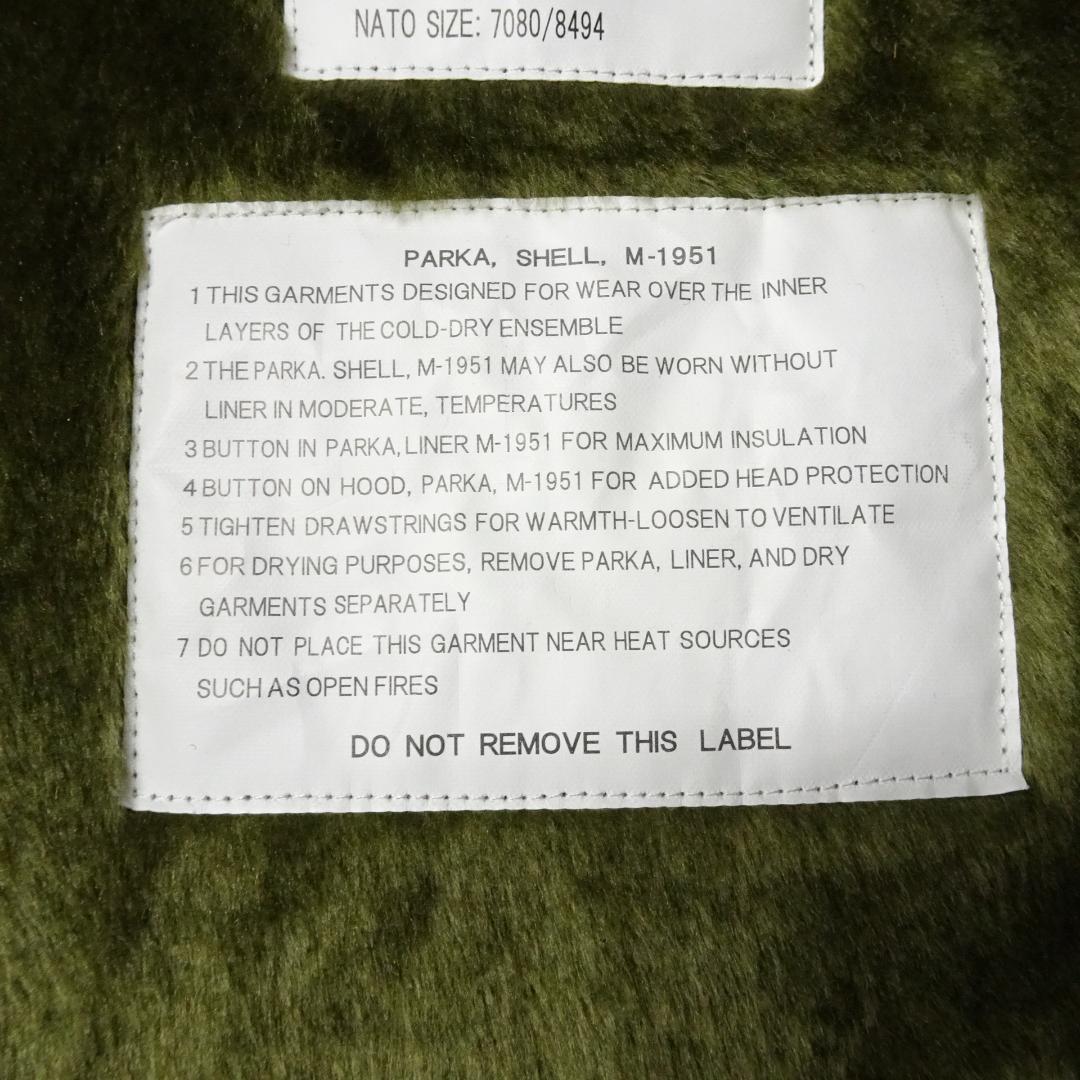 NATO SIZE: 7080/8494
PARKA, SHELL, M-1951
1 THIS GARMENTS DESIGNED FOR WEAR OVER THE INNER
LAYERS OF THE COLD-DRY ENSEMBLE
2 THE PARKA. SHELL, M-1951 MAY ALSO BE WORN WITHOUT
LINER IN MODERATE, TEMPERATURES
3 BUTTON IN PARKA, LINER M-1951 FOR MAXIMUM INSULATION
4 BUTTON ON HOOD, PARKA, M-1951 FOR ADDED HEAD PROTECTION
5 TIGHTEN DRAWSTRINGS FOR WARMTH-LOOSEN TO VENTILATE
6 FOR DRYING PURPOSES, REMOVE PARKA, LINER, AND DRY
GARMENTS SEPARATELY
7 DO NOT PLACE THIS GARMENT NEAR HEAT SOURCES
SUCH AS OPEN FIRES
DO NOT REMOVE THIS LABEL